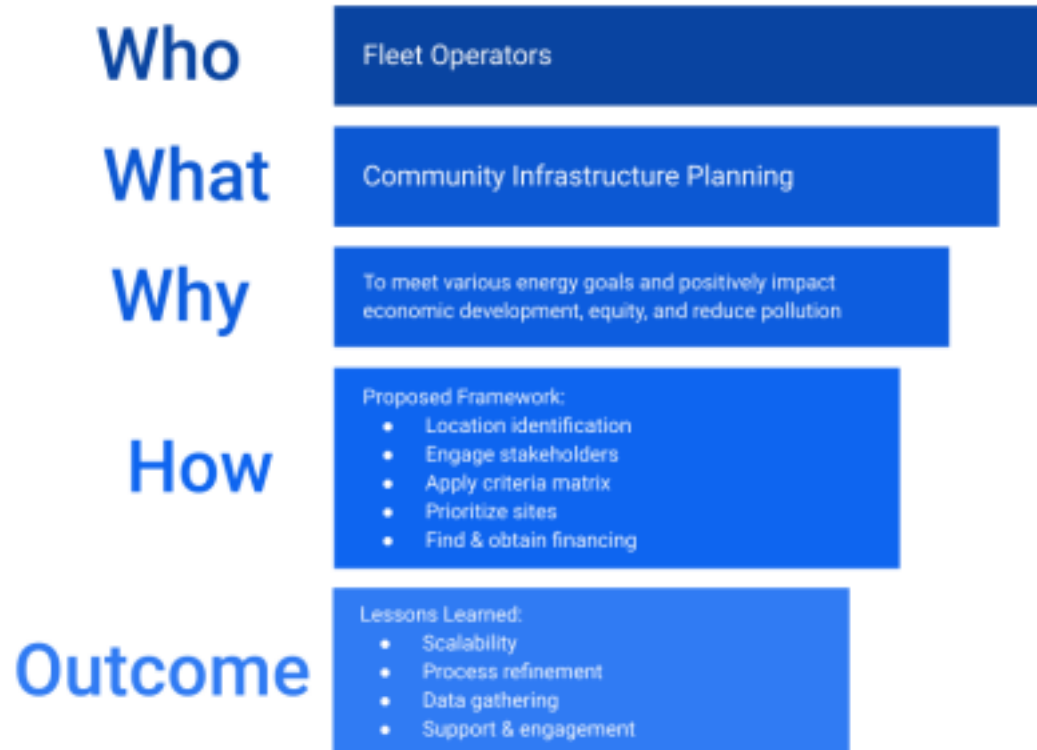 Who
Fleet Operators
What
Community Infrastructure Planning
Why
To meet various energy goals and positively impact
economic development, equity, and reduce pollution
How
Proposed Framework:
● Location identification
● Engage stakeholders
● Apply criteria matrix
● Prioritize sites
● Find & obtain financing
Outcome
Lessons Learned:
● Scalability
● Process refinement
● Data gathering
● Support & engagement